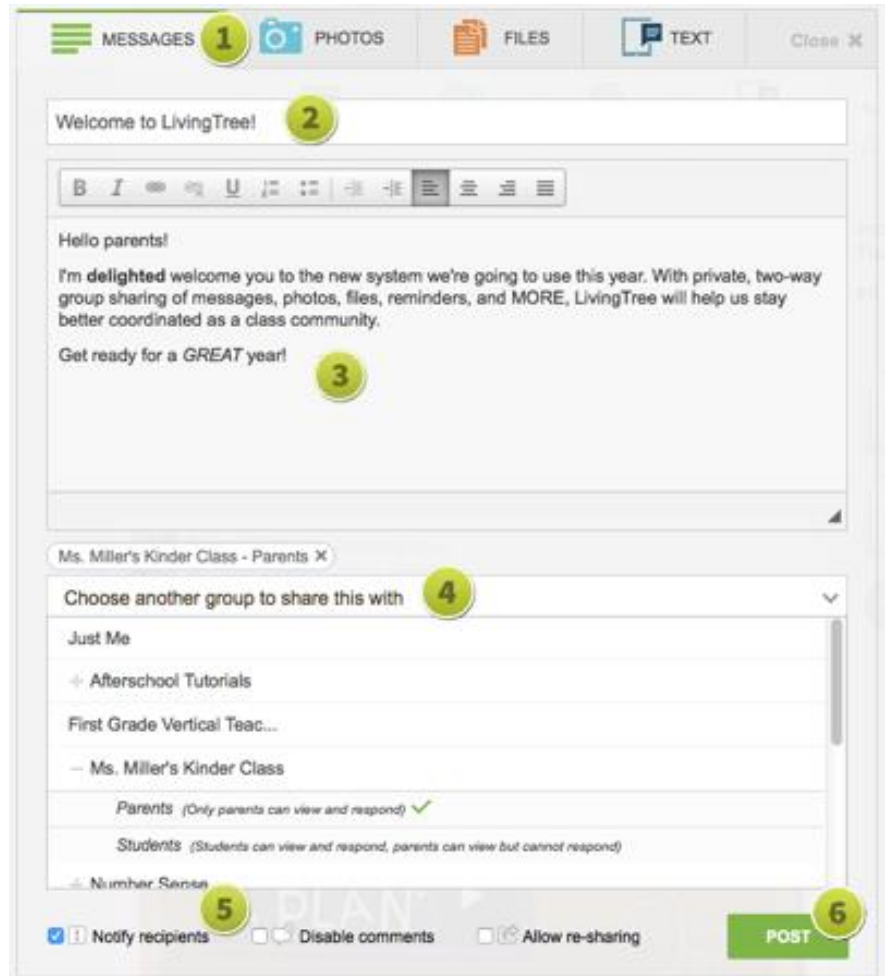 MESSAGES 1 PHOTOS FILES TEXT Close ✖
Welcome to LivingTree! 2
B I U
Hello parents!
I'm delighted welcome you to the new system we're going to use this year. With private, two-way
group sharing of messages, photos, files, reminders, and MORE, LivingTree will help us stay
better coordinated as a class community.
Get ready for a GREAT year!
3
Ms. Miller's Kinder Class - Parents ✕
Choose another group to share this with 4
Just Me
+ Afterschool Tutorials
First Grade Vertical Teac...
– Ms. Miller's Kinder Class
Parents (Only parents can view and respond) ✓
Students (Students can view and respond, parents can view but cannot respond)
+ Number Sense
5 PLAN 6
Notify recipients Disable comments Allow re-sharing POST